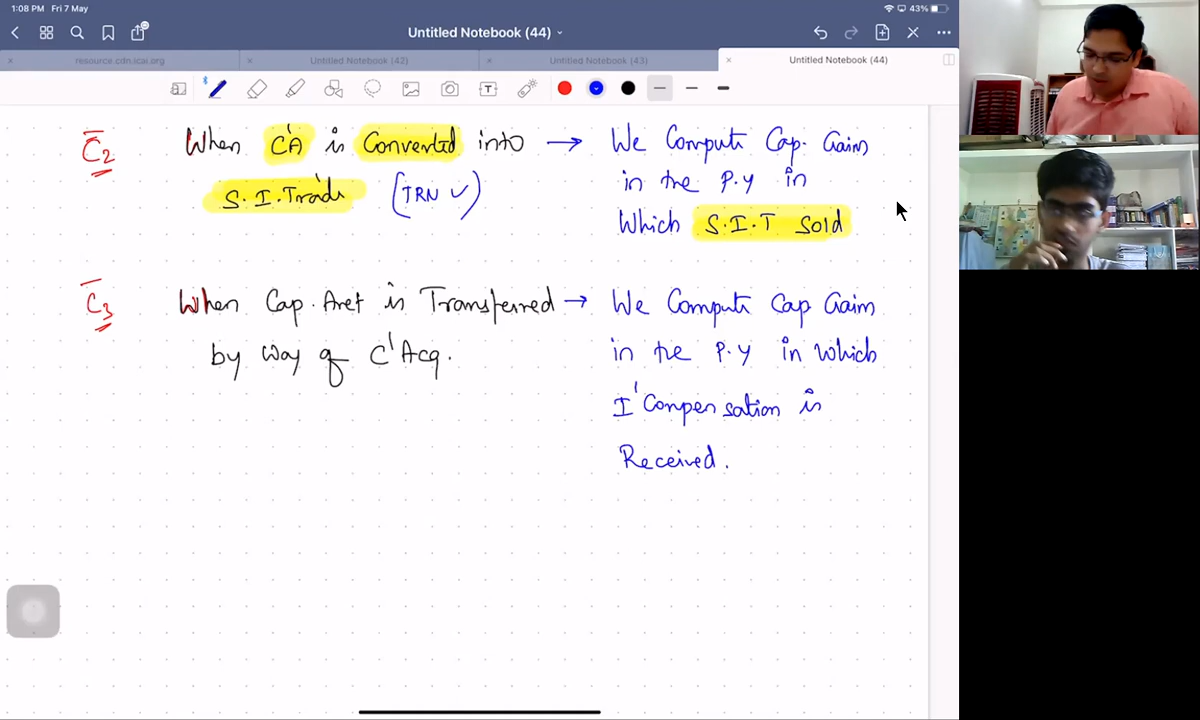 1:08 PM Fri 7 May
43%
Untitled Notebook (44)
resource.cdn.icai.org
Untitled Notebook (42)
Untitled Notebook (43)
Untitled Notebook (44)
C2 When C'A is Converted into → We Compute Cap. Gain
S.I.Trade (TRN ✓) in the P.Y in
Which S.I.T Sold
C3 When Cap. Asset is Transferred → We Compute Cap Gain
by way of C'Acq. in the P.Y in which
I' Compensation is
Received.